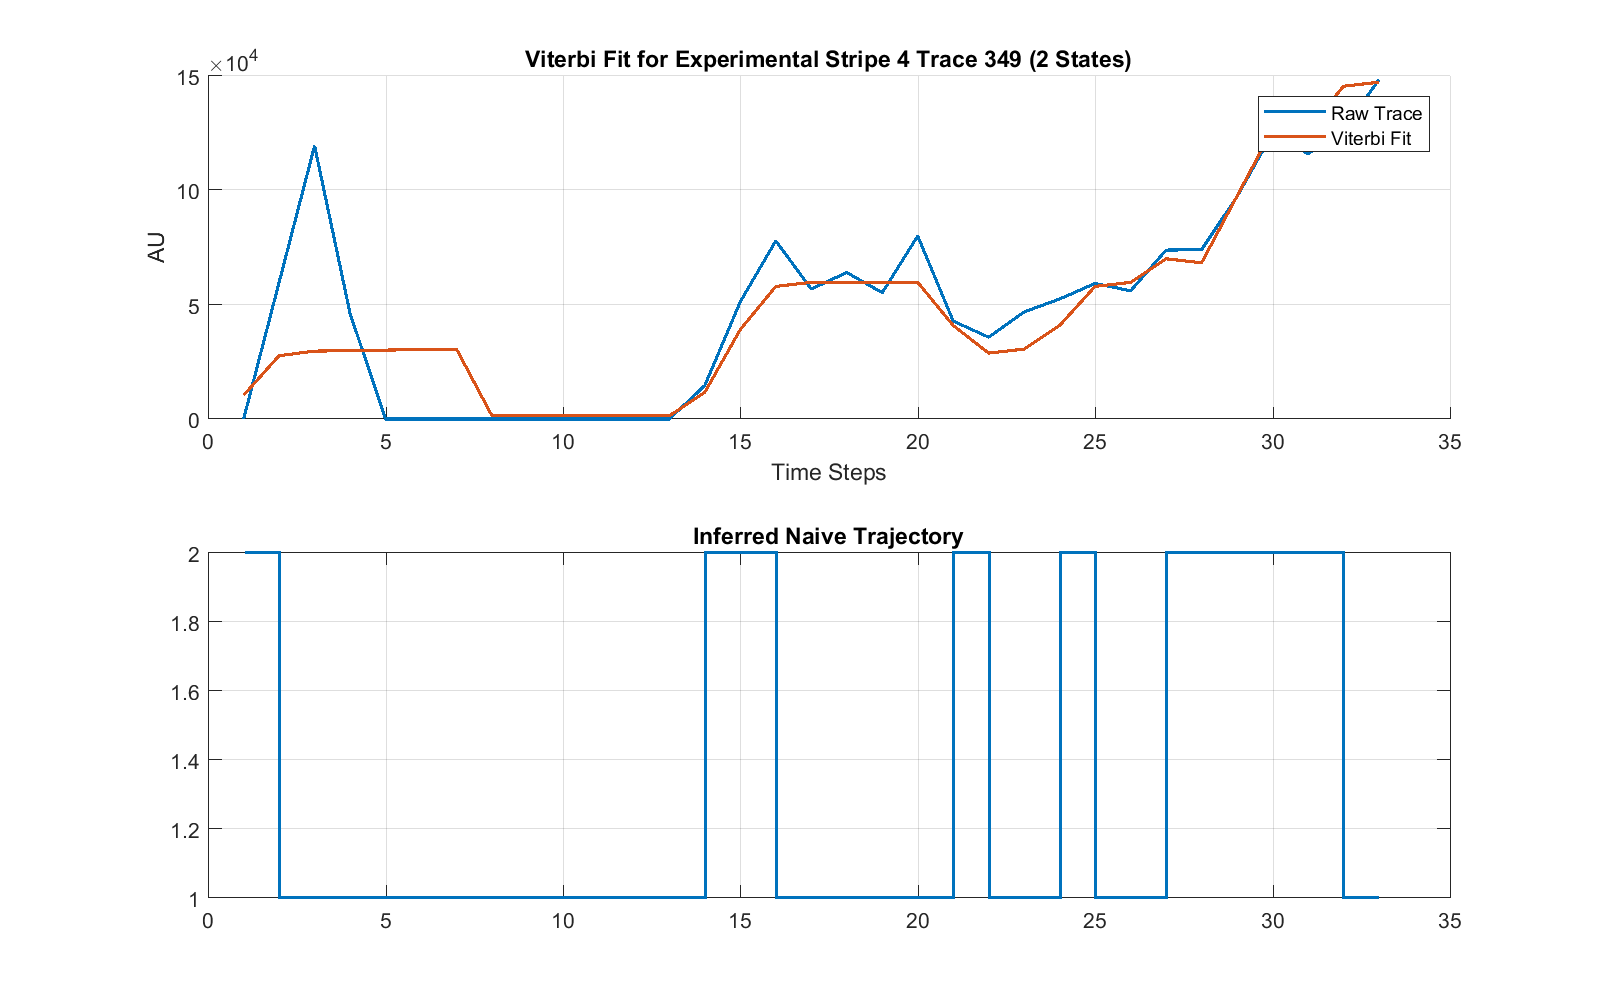 Viterbi Fit for Experimental Stripe 4 Trace 349 (2 States)
×10⁴
15
10
5
0
AU
Raw Trace
Viterbi Fit
0 5 10 15 20 25 30 35
Time Steps
Inferred Naive Trajectory
2
1.8
1.6
1.4
1.2
1
0 5 10 15 20 25 30 35